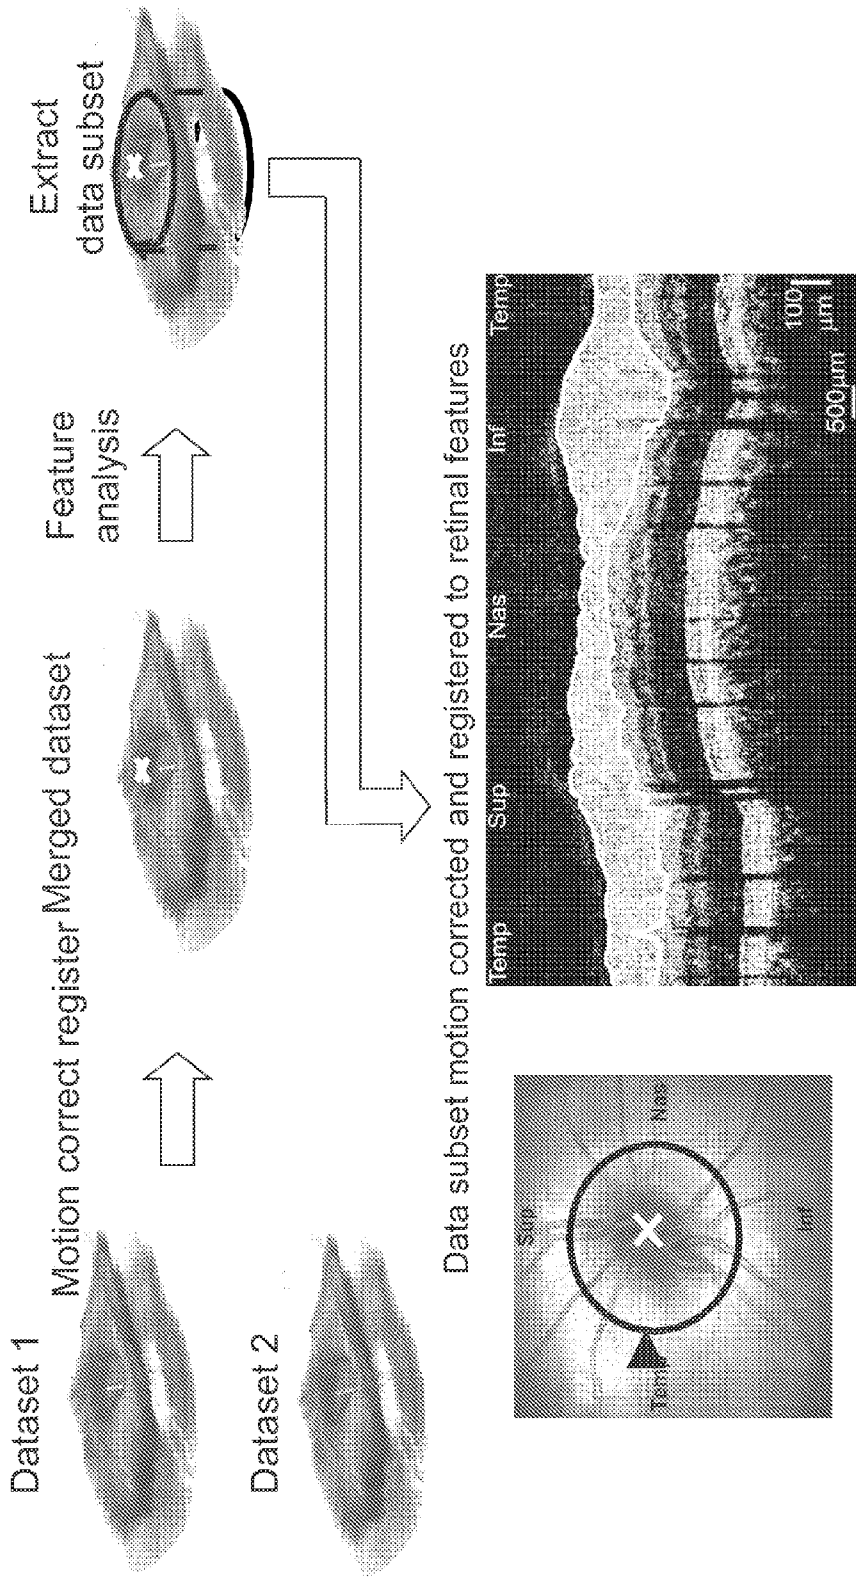 Dataset 1
Dataset 2
Motion correct register
Merged dataset
Feature
analysis
Extract
data subset
Data subset motion corrected and registered to retinal features
Sup
Nas
Inf
Temp
Temp
Sup
Nas
Inf
Temp
500µm
100
µm